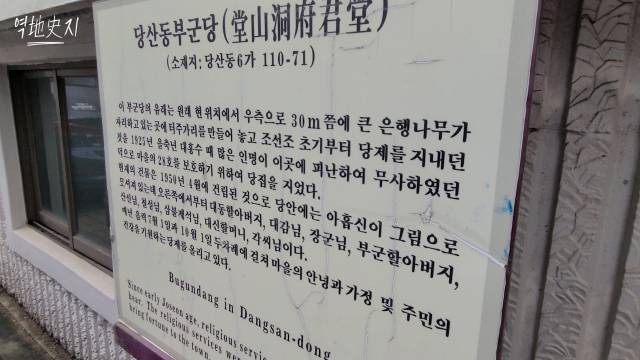 역地史지
당산동부군당(堂山洞府君堂)
(소재지: 당산동6가 110-71)
이 부군당의 유래는 원래 현 위치에서 우측으로 30m쯤에 큰 은행나무가
자리하고 있는 곳에 터주가리를 만들어 놓고 조선조 초기부터 당제를 지내던
것을 1925년 을축년 대홍수 때 많은 인명이 이곳에 피난하여 무사하였던
덕으로 마을의 28호를 보호하기 위하여 당집을 지었다.
현재의 건물은 1950년 4월에 건립된 것으로 당안에는 아홉신이 그림으로
모셔져 있는데 오른쪽에서부터 대동할아버지, 대감님, 장군님, 부군할아버지,
산상님, 칠성님, 삼불제석님, 대신할머니, 각씨님이다.
매년 음력 7월 1일과 10월 1일 두차례에 걸쳐 마을의 안녕과 가정 및 주민의
건강을 기원하는 당제를 올리고 있다.
Bugundang in Dangsan-dong
Since early Joseon age, religious servic
hear. The religious services we
bring fortune to the town.